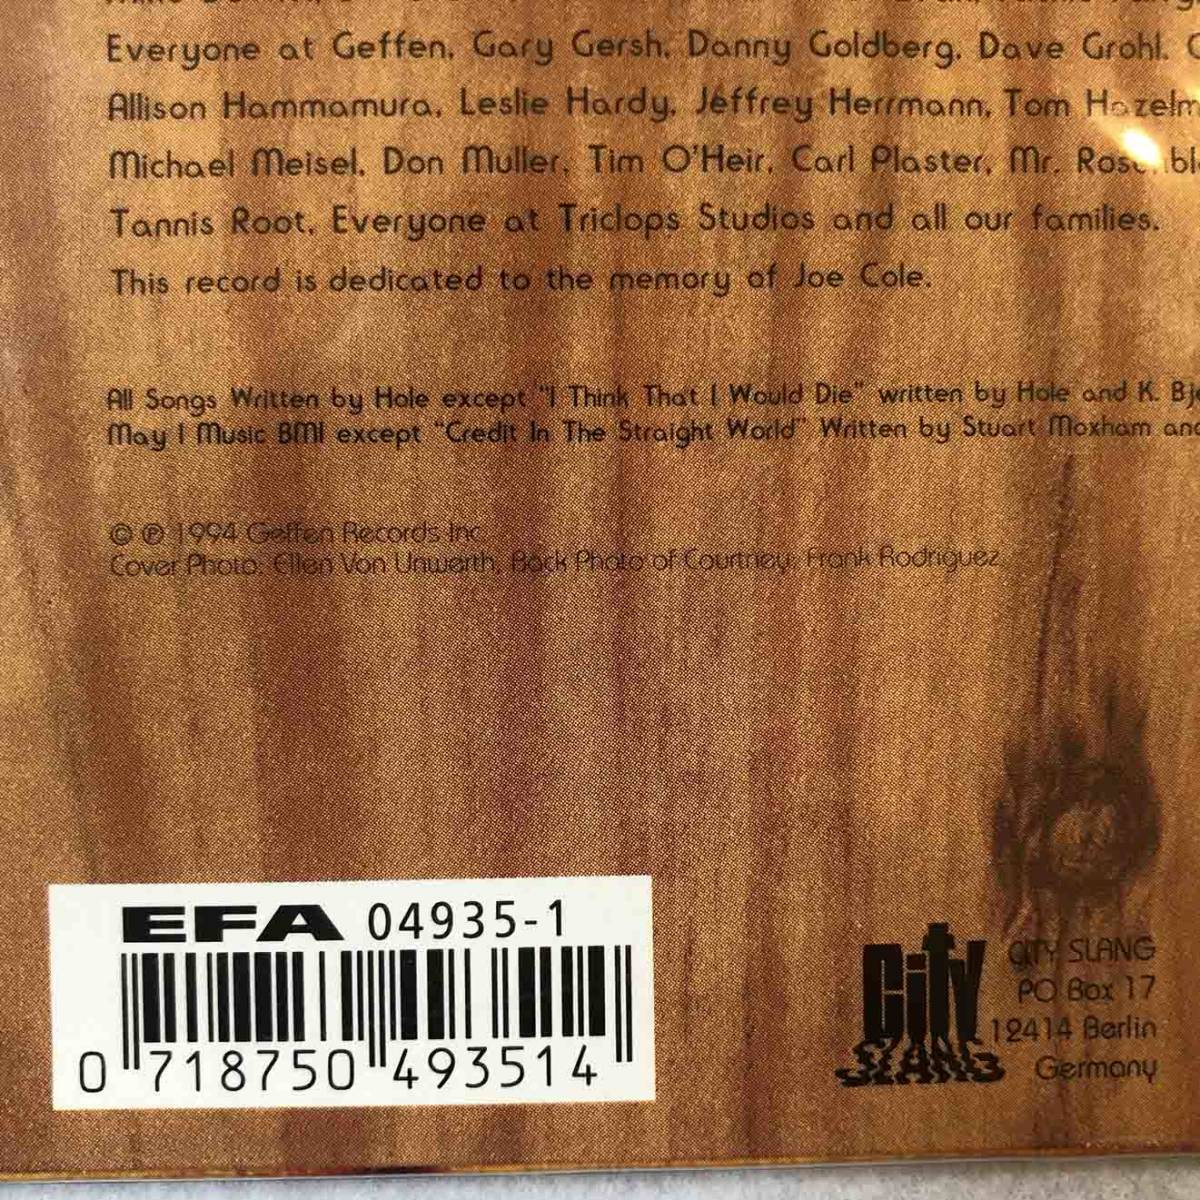 Everyone at Geffen, Gary Gersh, Danny Goldberg, Dave Grohl,
Allison Hammamura, Leslie Hardy, Jeffrey Herrmann, Tom
Michael Meisel, Don Muller, Tim O'Heir, Carl Plaster, Mr.
Tannis Root, Everyone at Triclops Studios and all our families.
This record is dedicated to the memory of Joe Cole.
All Songs Written by Hole except "I Think That I Would Die" written by Hole and K.
May I Music BMI except "Credit In The Straight World" Written by Stuart Moxham and
© ℗ 1994 Geffen Records Inc.
Cover Photo: Ellen Von Unwerth, Back Photo of Courtney: Frank Rodriguez
EFA 04935-1
0 718750 493514
City SLANG
CITY SLANG
PO Box 17
12414 Berlin
Germany